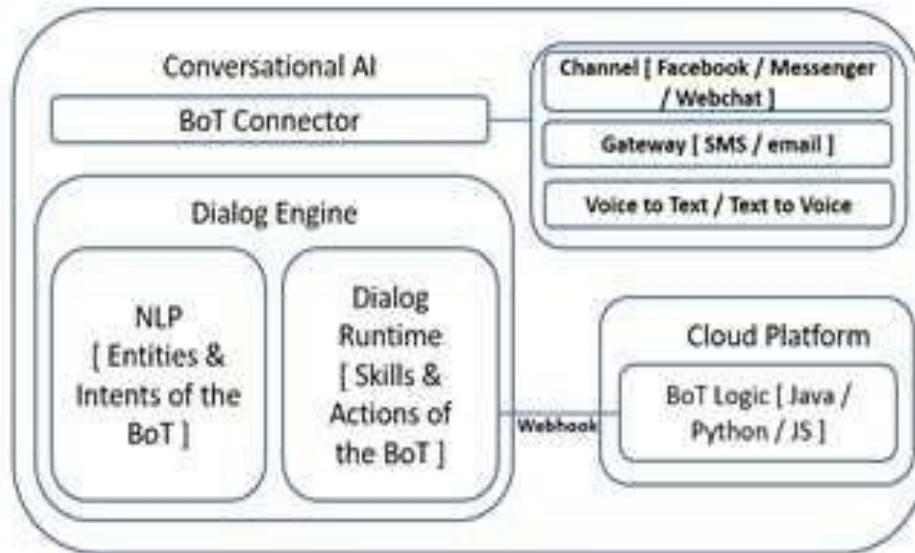 Conversational AI
BoT Connector
Channel [ Facebook / Messenger
/ Webchat ]
Gateway [ SMS / email ]
Voice to Text / Text to Voice
Dialog Engine
NLP
[ Entities &
Intents of the
BoT ]
Dialog
Runtime
[ Skills &
Actions of
the BoT ]
Webhook
Cloud Platform
BoT Logic [ Java /
Python / JS ]